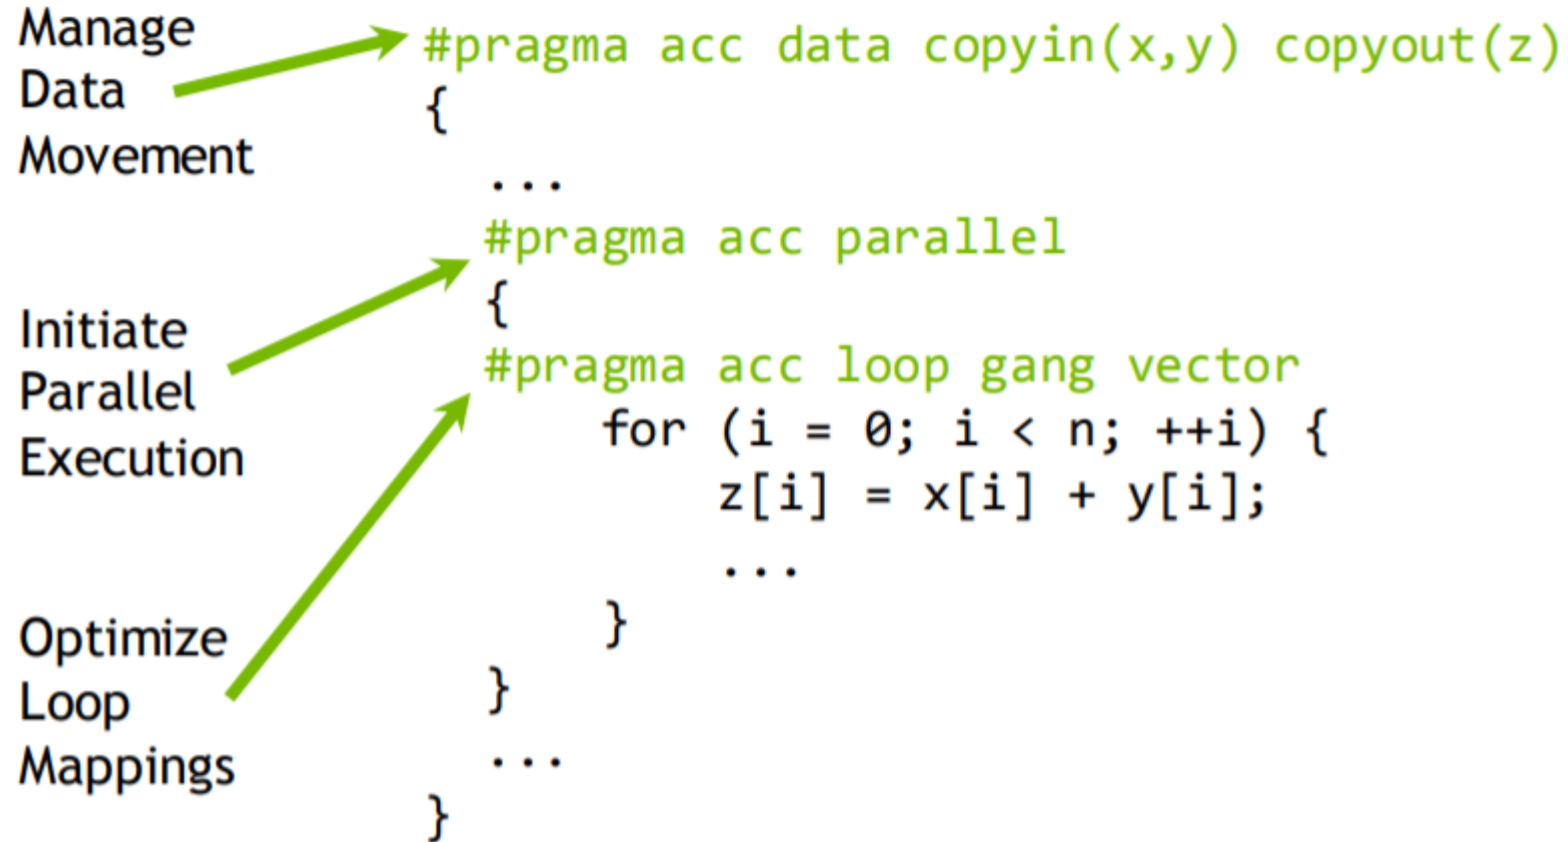 Manage
Data
Movement
Initiate
Parallel
Execution
Optimize
Loop
Mappings
#pragma acc data copyin(x,y) copyout(z)
{
...
#pragma acc parallel
{
#pragma acc loop gang vector
for (i = 0; i < n; ++i) {
z[i] = x[i] + y[i];
...
}
}
...
}